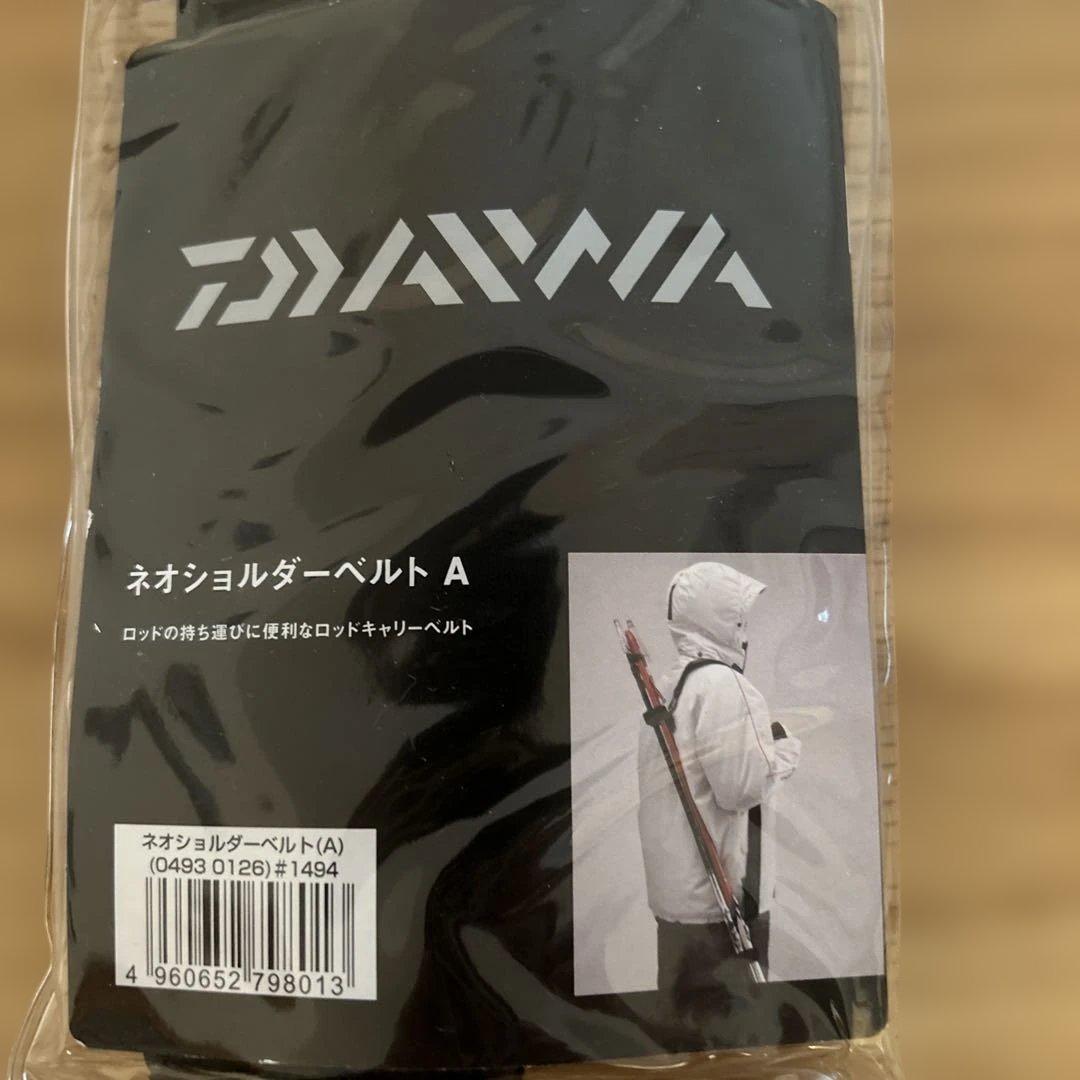 DAIWA
ネオショルダーベルト A
ロッドの持ち運びに便利なロッドキャリーベルト
ネオショルダーベルト(A)
(0493 0126)#1494
4 960652 798013